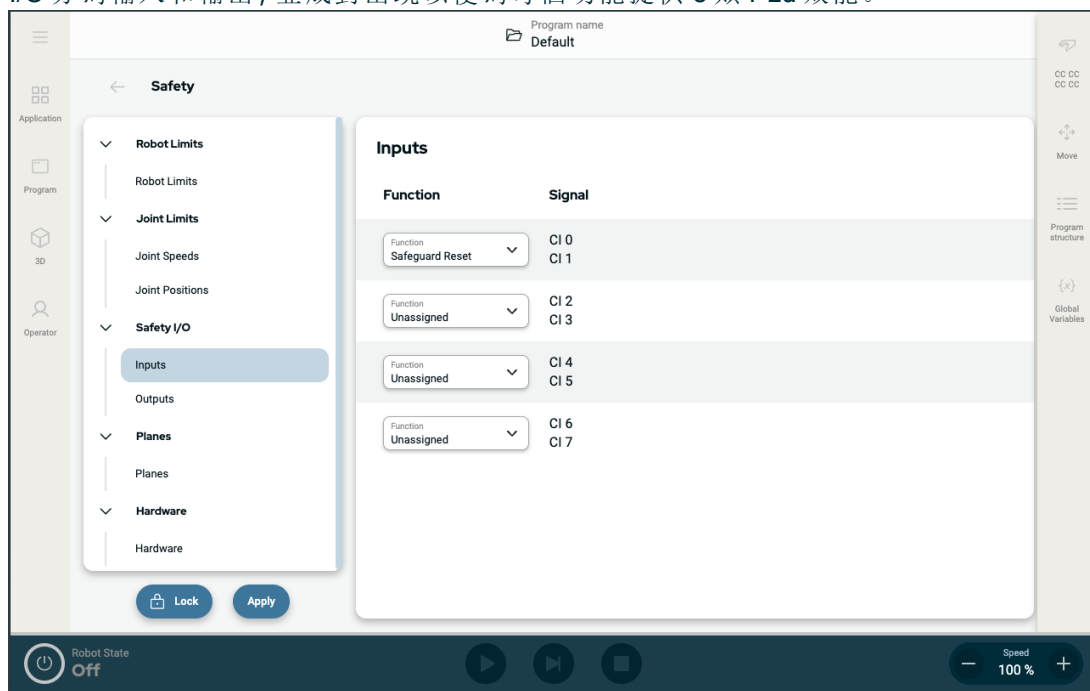 Program name
Default
Application
Program
3D
Operator
Safety
Robot Limits
Robot Limits
Joint Limits
Joint Speeds
Joint Positions
Safety I/O
Inputs
Outputs
Planes
Planes
Hardware
Hardware
Lock
Apply
Inputs
Function
Signal
Function
Safeguard Reset
CI 0
CI 1
Function
Unassigned
CI 2
CI 3
Function
Unassigned
CI 4
CI 5
Function
Unassigned
CI 6
CI 7
CC CC
CC CC
Move
Program
structure
{x}
Global
Variables
Robot State
Off
Speed
100 %